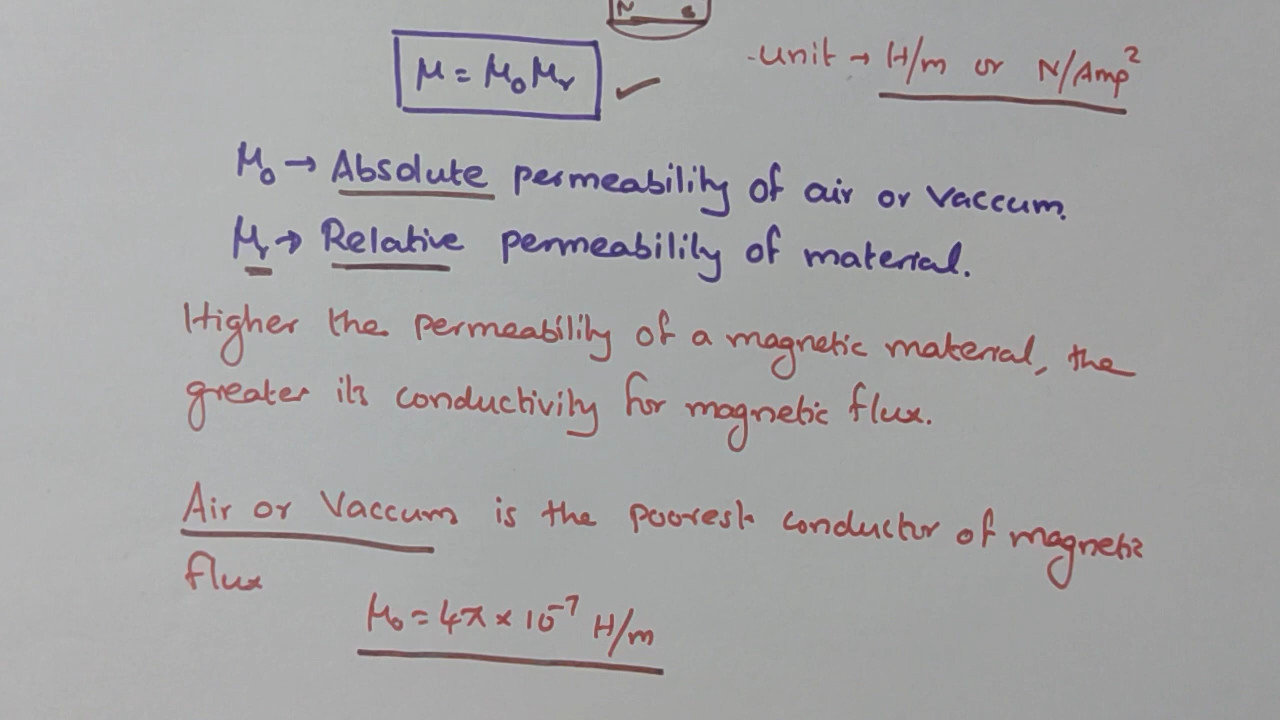 N S
μ = μ₀μᵣ
unit → H/m or N/Amp²
μ₀ → Absolute permeability of air or vaccum.
μᵣ → Relative permeability of material.
Higher the permeability of a magnetic material, the
greater its conductivity for magnetic flux.
Air or Vaccum is the poorest conductor of magnetic
flux
μ₀ = 4π × 10⁻⁷ H/m